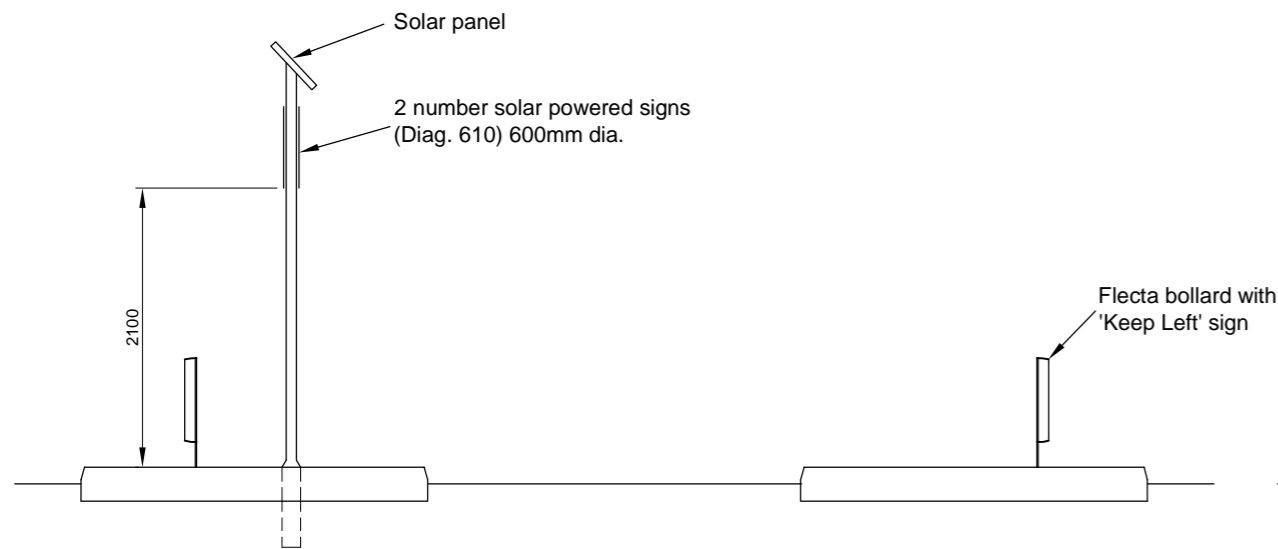 Solar panel
2 number solar powered signs
(Diag. 610) 600mm dia.
2100
Flecta bollard with
'Keep Left' sign